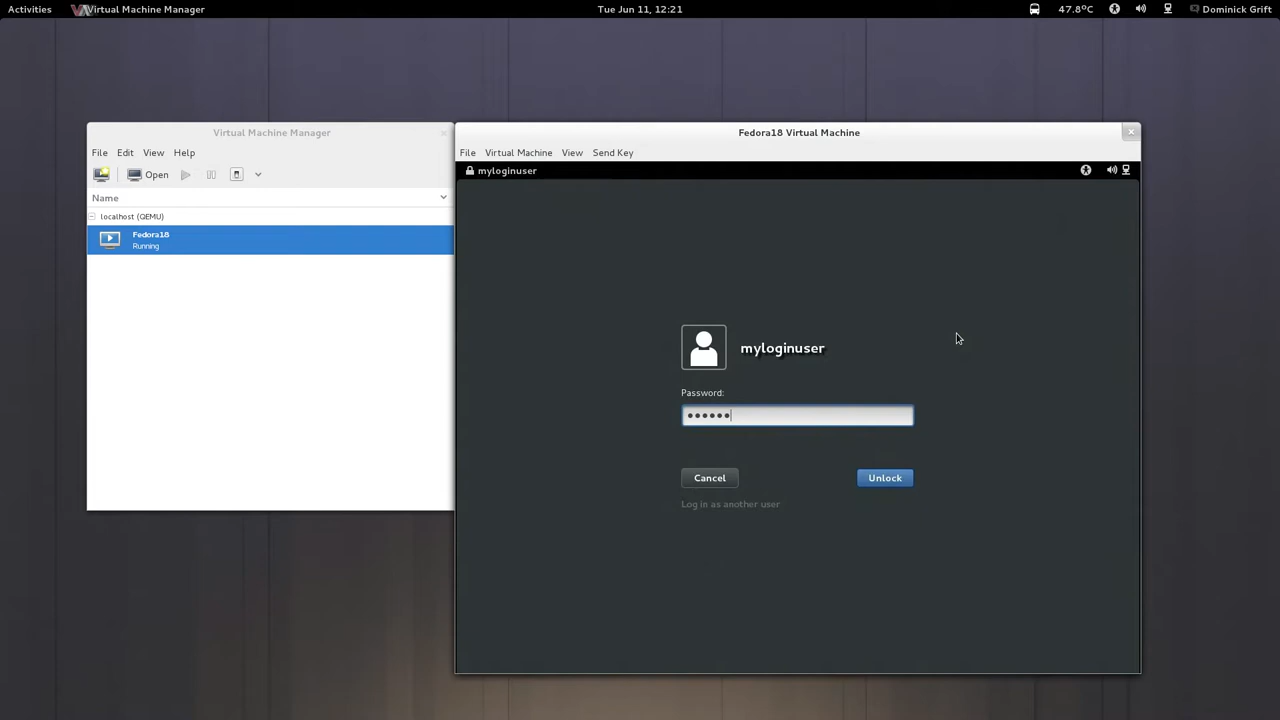 Activities Virtual Machine Manager Tue Jun 11, 12:21 47.8°C Dominick Grift
Virtual Machine Manager
File Edit View Help
Open
Name
localhost (QEMU)
Fedora18
Running
Fedora18 Virtual Machine
File Virtual Machine View Send Key
myloginuser
myloginuser
Password:
••••••
Cancel Unlock
Log in as another user